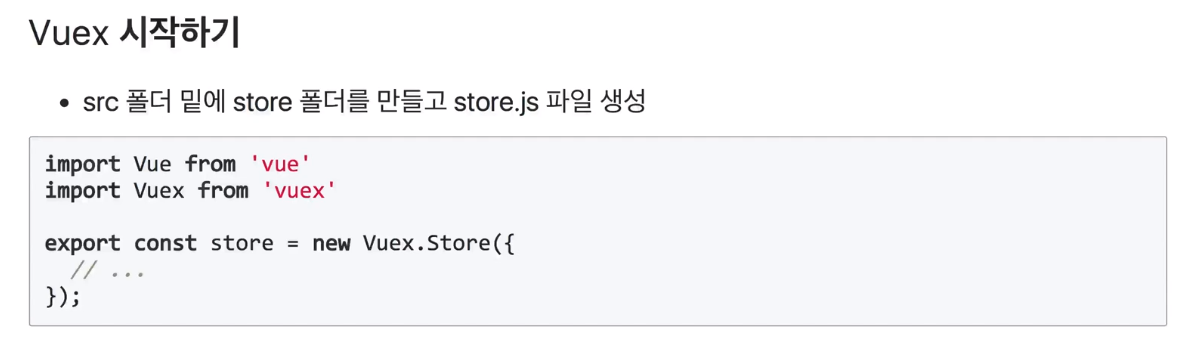 Vuex 시작하기
• src 폴더 밑에 store 폴더를 만들고 store.js 파일 생성
import Vue from 'vue'
import Vuex from 'vuex'
export const store = new Vuex.Store({
  // ...
});